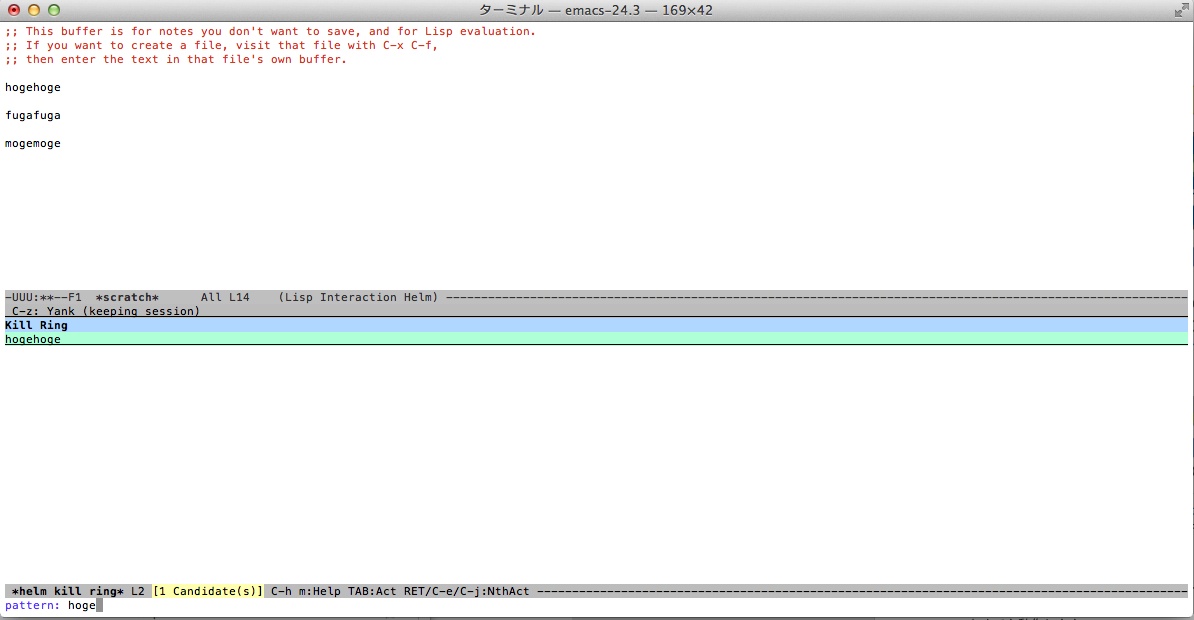 ターミナル — emacs-24.3 — 169×42
;; This buffer is for notes you don't want to save, and for Lisp evaluation.
;; If you want to create a file, visit that file with C-x C-f,
;; then enter the text in that file's own buffer.
hogehoge
fugafuga
mogemoge
-UUU:**--F1  *scratch*      All L14    (Lisp Interaction Helm) ----------------------------------------------------------------------------------------------------------
C-z: Yank (keeping session)
Kill Ring
hogehoge
*helm kill ring* L2 [1 Candidate(s)] C-h m:Help TAB:Act RET/C-e/C-j:NthAct ---------------------------------------------------------------------------------------------
pattern: hoge